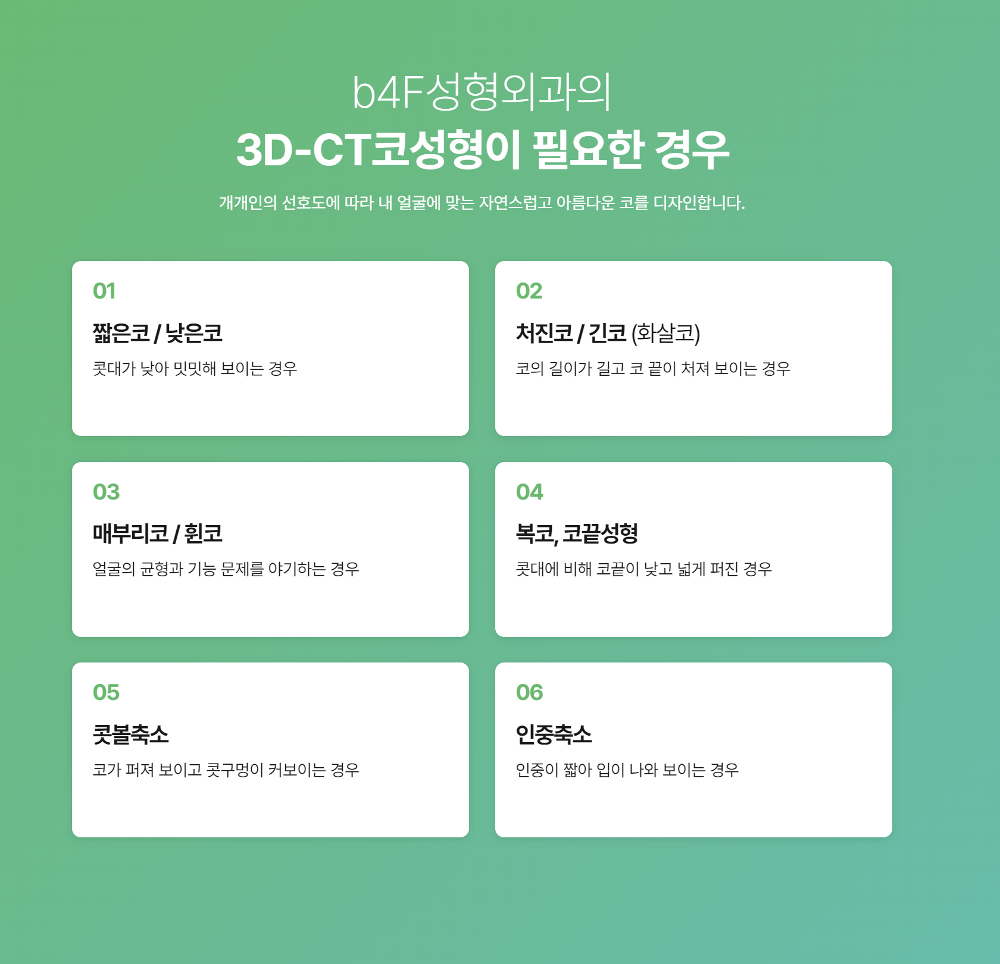 b4F성형외과의
3D-CT코성형이 필요한 경우
개개인의 선호도에 따라 내 얼굴에 맞는 자연스럽고 아름다운 코를 디자인합니다.
01
짧은코 / 낮은코
콧대가 낮아 밋밋해 보이는 경우
02
처진코 / 긴코 (화살코)
코의 길이가 길고 코 끝이 처져 보이는 경우
03
매부리코 / 휜코
얼굴의 균형과 기능 문제를 야기하는 경우
04
복코, 코끝성형
콧대에 비해 코끝이 낮고 넓게 퍼진 경우
05
콧볼축소
코가 퍼져 보이고 콧구멍이 커보이는 경우
06
인중축소
인중이 짧아 입이 나와 보이는 경우